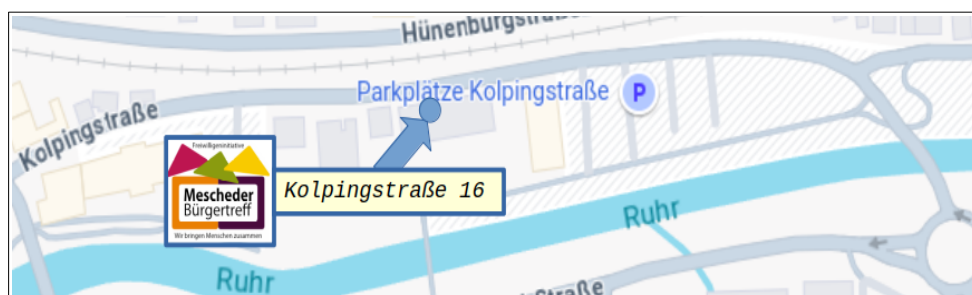 Hünenburgstraße
Parkplätze Kolpingstraße P
Kolpingstraße
Freiwilligeninitiative
Mescheder
Bürgertreff
Wir bringen Menschen zusammen
Kolpingstraße 16
Ruhr
Ruhr